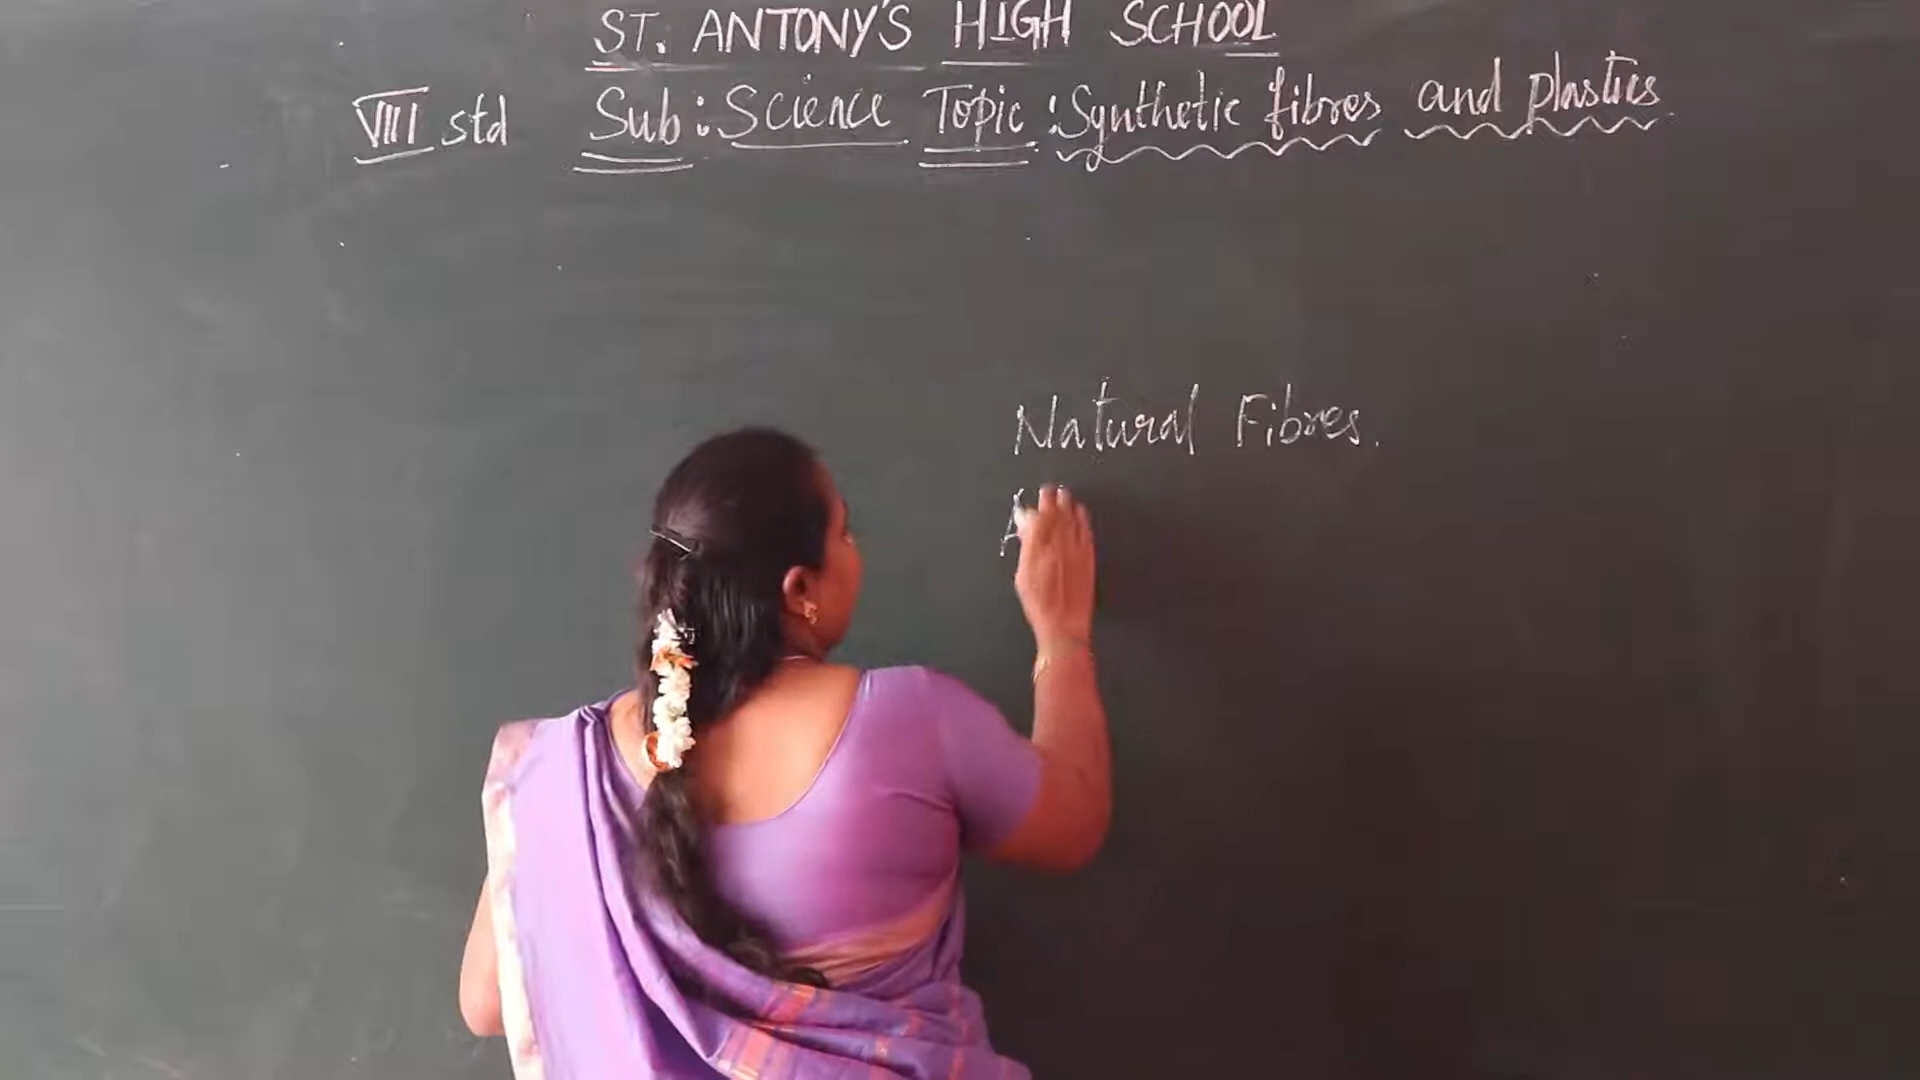 ST. ANTONY'S HIGH SCHOOL
VIII std Sub: Science Topic: Synthetic fibres and plastics
Natural Fibres.